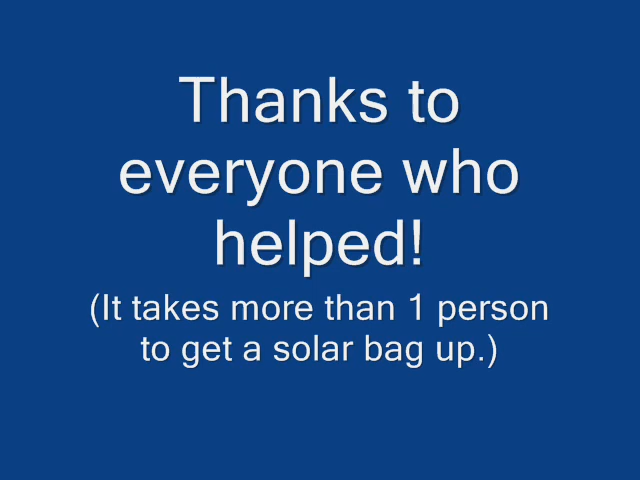 Thanks to
everyone who
helped!
(It takes more than 1 person
to get a solar bag up.)